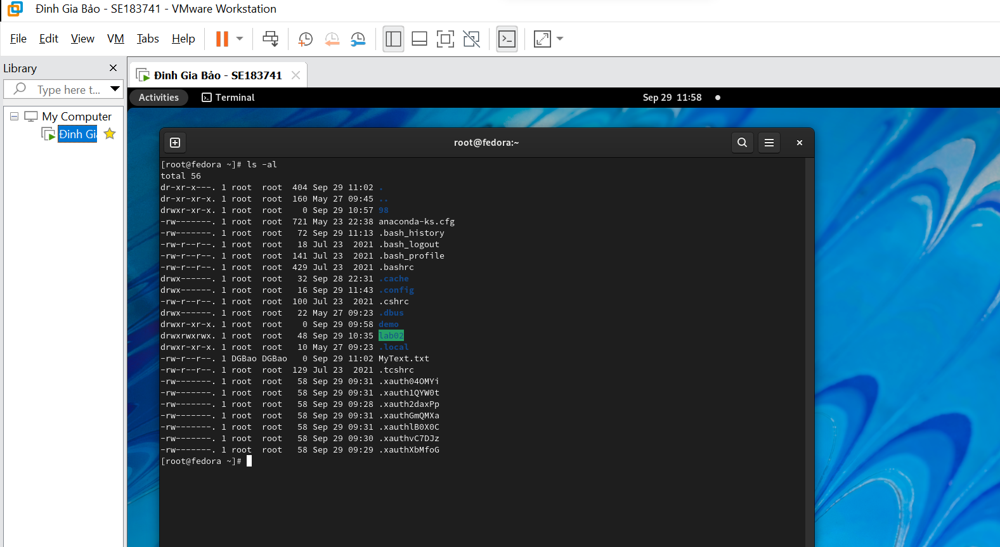 Đinh Gia Bảo - SE183741 - VMware Workstation
File Edit View VM Tabs Help
Library
Type here t...
My Computer
Đinh Gi
Đinh Gia Bảo - SE183741
Activities Terminal Sep 29 11:58
root@fedora:~
[root@fedora ~]# ls -al
total 56
dr-xr-x---. 1 root  root  404 Sep 29 11:02 .
dr-xr-xr-x. 1 root  root  160 May 27 09:45 ..
drwxr-xr-x. 1 root  root    0 Sep 29 10:57 98
-rw-------. 1 root  root  721 May 23 22:38 anaconda-ks.cfg
-rw-------. 1 root  root   72 Sep 29 11:13 .bash_history
-rw-r--r--. 1 root  root   18 Jul 23  2021 .bash_logout
-rw-r--r--. 1 root  root  141 Jul 23  2021 .bash_profile
-rw-r--r--. 1 root  root  429 Jul 23  2021 .bashrc
drwx------. 1 root  root   32 Sep 28 22:31 .cache
drwx------. 1 root  root   16 Sep 29 11:43 .config
-rw-r--r--. 1 root  root  100 Jul 23  2021 .cshrc
drwx------. 1 root  root   22 May 27 09:23 .dbus
drwxr-xr-x. 1 root  root    0 Sep 29 09:58 demo
drwxrwxrwx. 1 root  root   48 Sep 29 10:35 lab02
drwxr-xr-x. 1 root  root   10 May 27 09:23 .local
-rw-r--r--. 1 DGBao DGBao   0 Sep 29 11:02 MyText.txt
-rw-r--r--. 1 root  root  129 Jul 23  2021 .tcshrc
-rw-------. 1 root  root   58 Sep 29 09:31 .xauth04OMYi
-rw-------. 1 root  root   58 Sep 29 09:31 .xauth1QYW0t
-rw-------. 1 root  root   58 Sep 29 09:28 .xauth2daxPp
-rw-------. 1 root  root   58 Sep 29 09:31 .xauthGmQMXa
-rw-------. 1 root  root   58 Sep 29 09:31 .xauthlB0X0C
-rw-------. 1 root  root   58 Sep 29 09:30 .xauthvC7DJz
-rw-------. 1 root  root   58 Sep 29 09:29 .xauthXbMfoG
[root@fedora ~]#